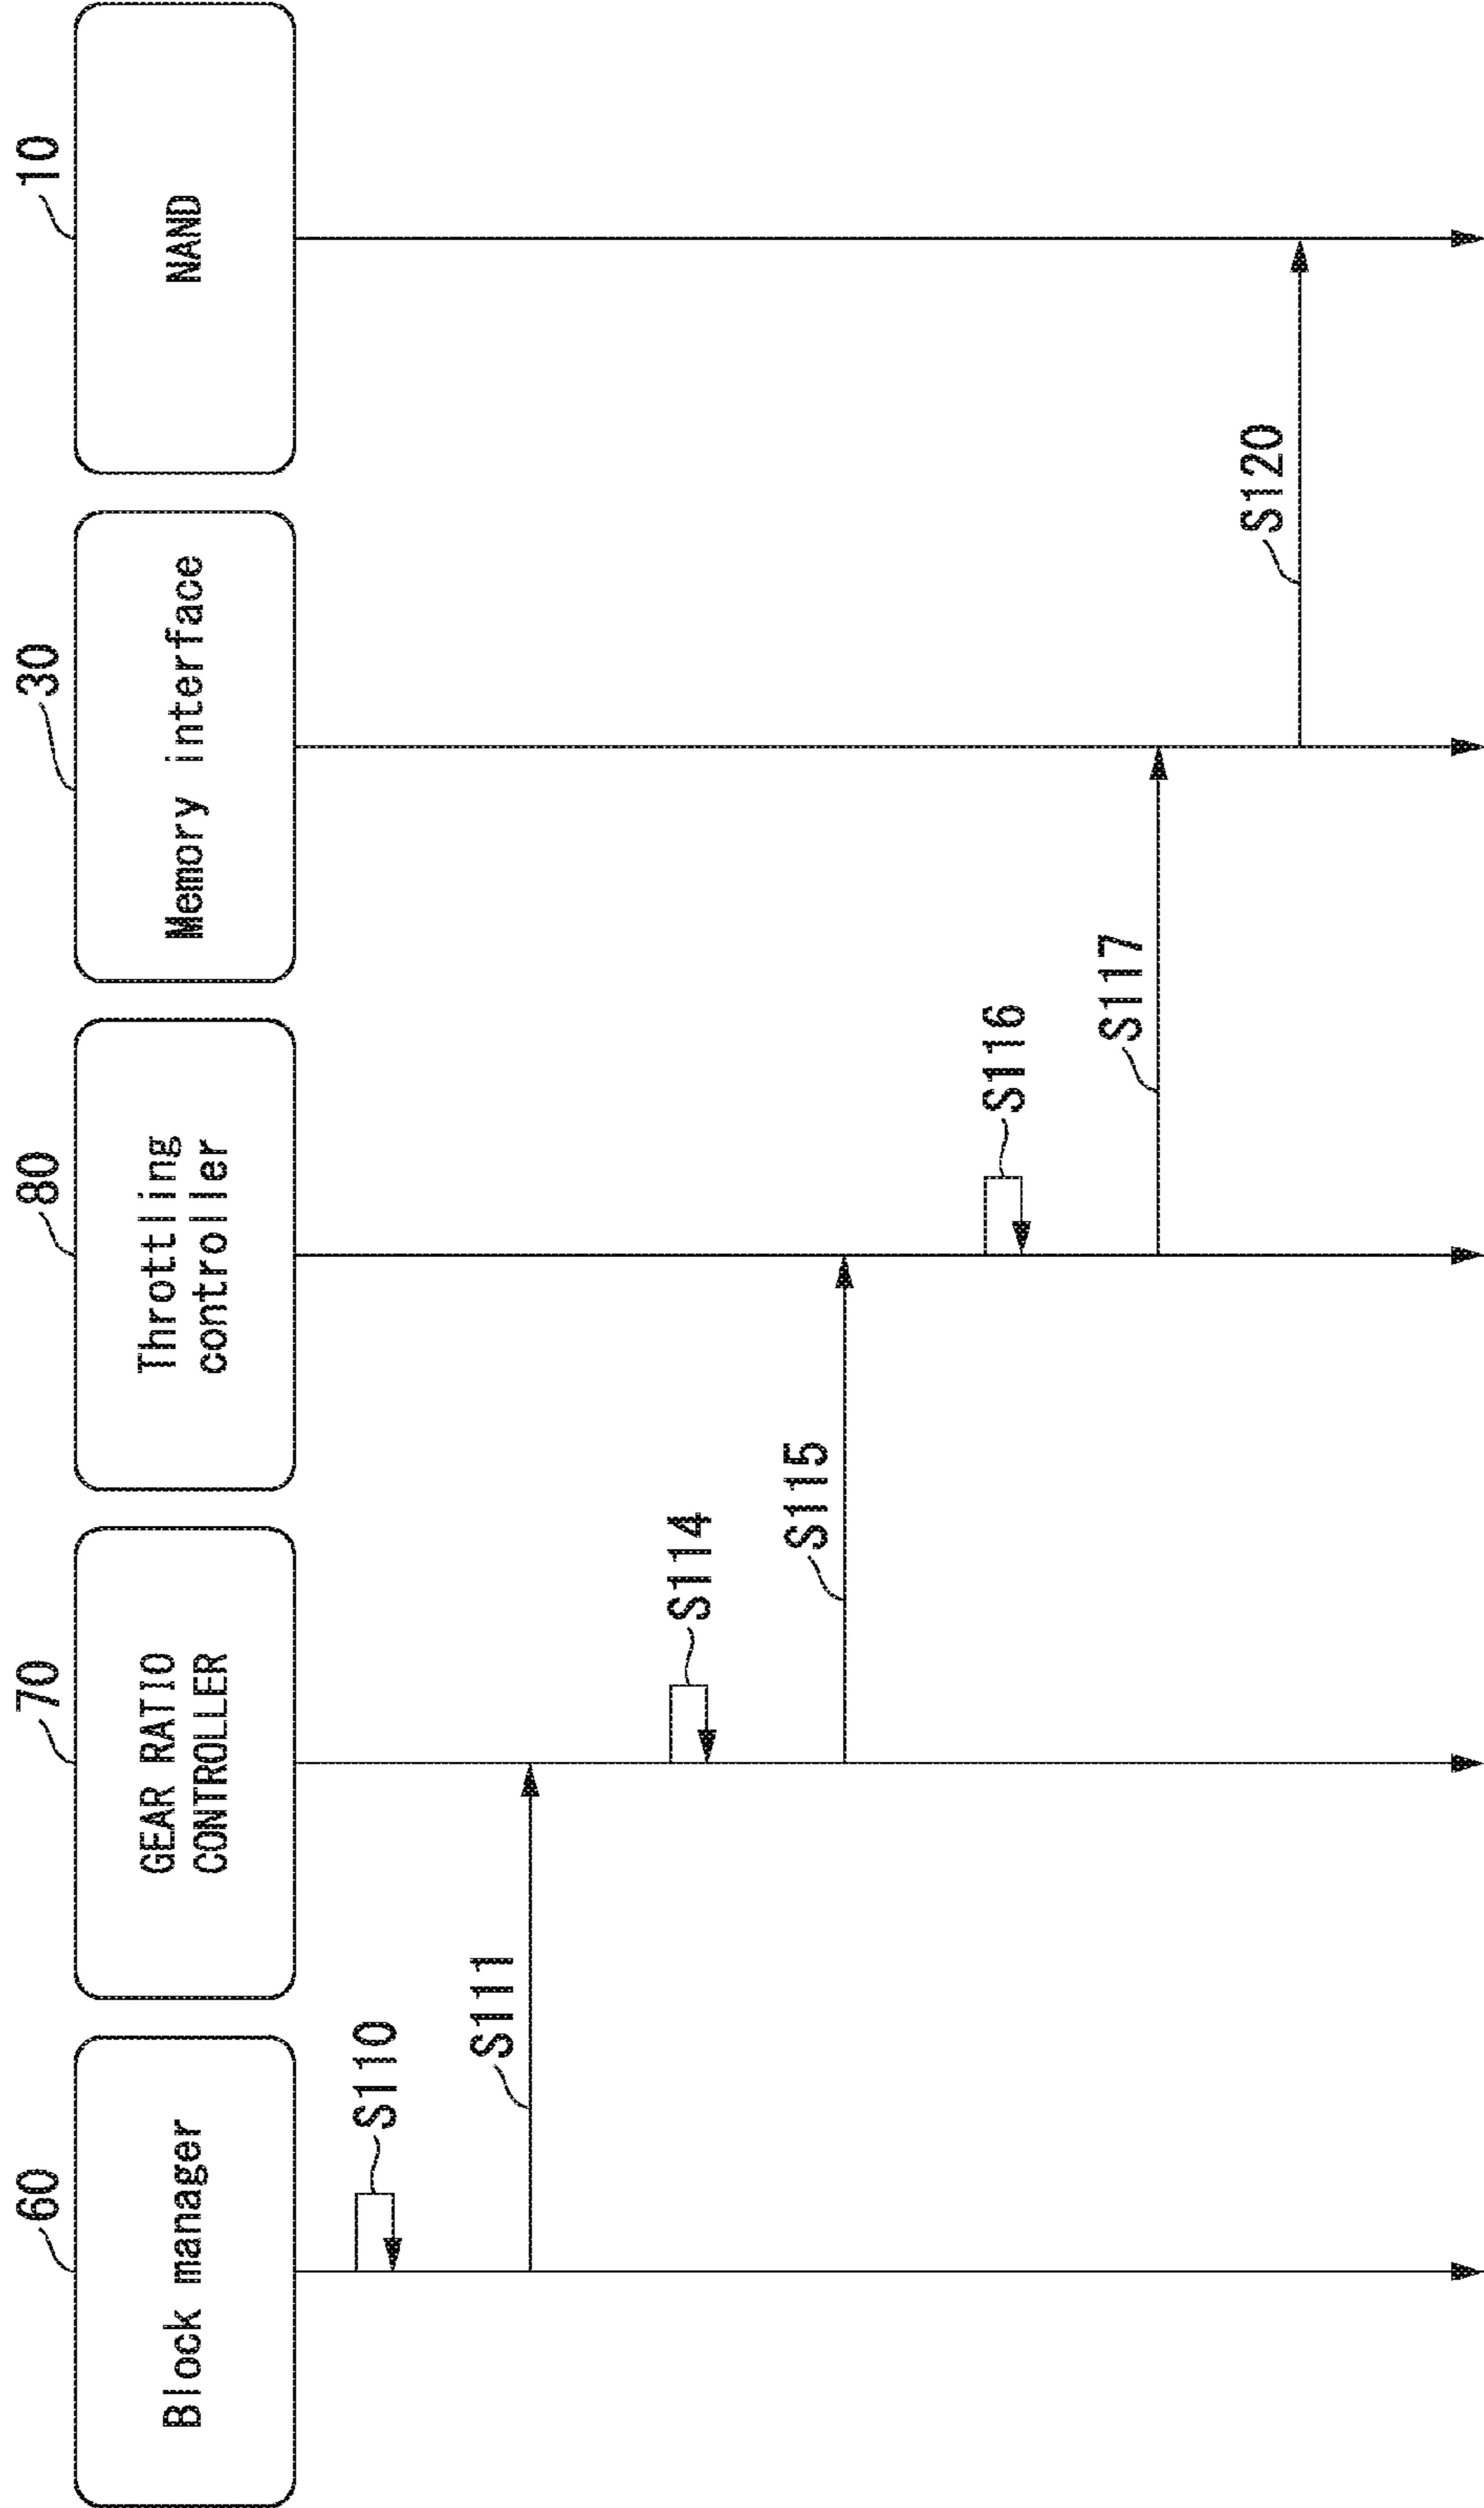 60
70
80
30
10
Block manager
GEAR RATIO
CONTROLLER
Throttling
controller
Memory interface
NAND
S110
S111
S114
S115
S116
S117
S120